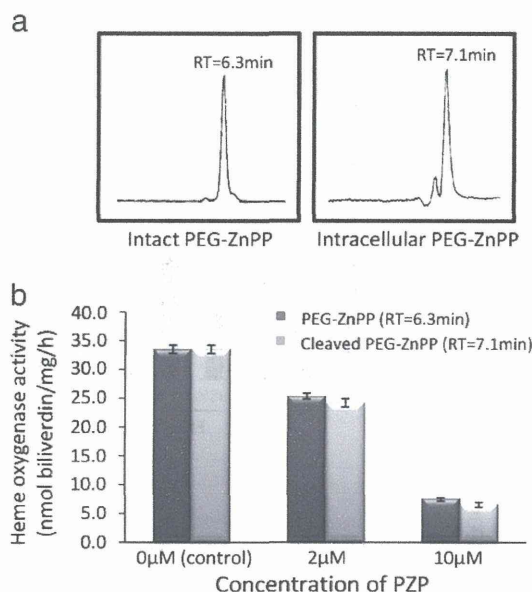 a
RT=6.3min
RT=7.1min
Intact PEG-ZnPP
Intracellular PEG-ZnPP
b
Heme oxygenase activity
(nmol biliverdin/mg/h)
40.0
35.0
30.0
25.0
20.0
15.0
10.0
5.0
0.0
PEG-ZnPP (RT=6.3min)
Cleaved PEG-ZnPP (RT=7.1min)
0μM (control)
2μM
10μM
Concentration of PZP